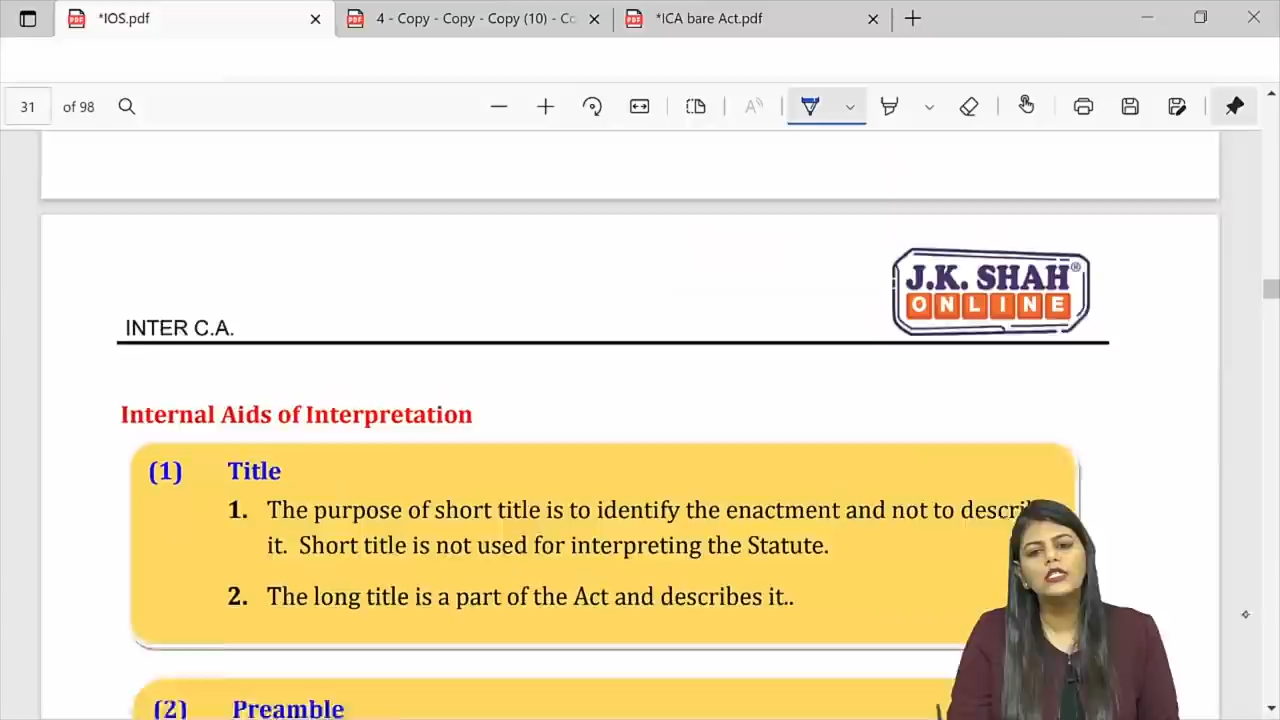 *IOS.pdf
4 - Copy - Copy - Copy (10) - Co
*ICA bare Act.pdf
31 of 98
J.K. SHAH®
ONLINE
INTER C.A.
Internal Aids of Interpretation
(1) Title
1. The purpose of short title is to identify the enactment and not to descri
it. Short title is not used for interpreting the Statute.
2. The long title is a part of the Act and describes it..
(2) Preamble